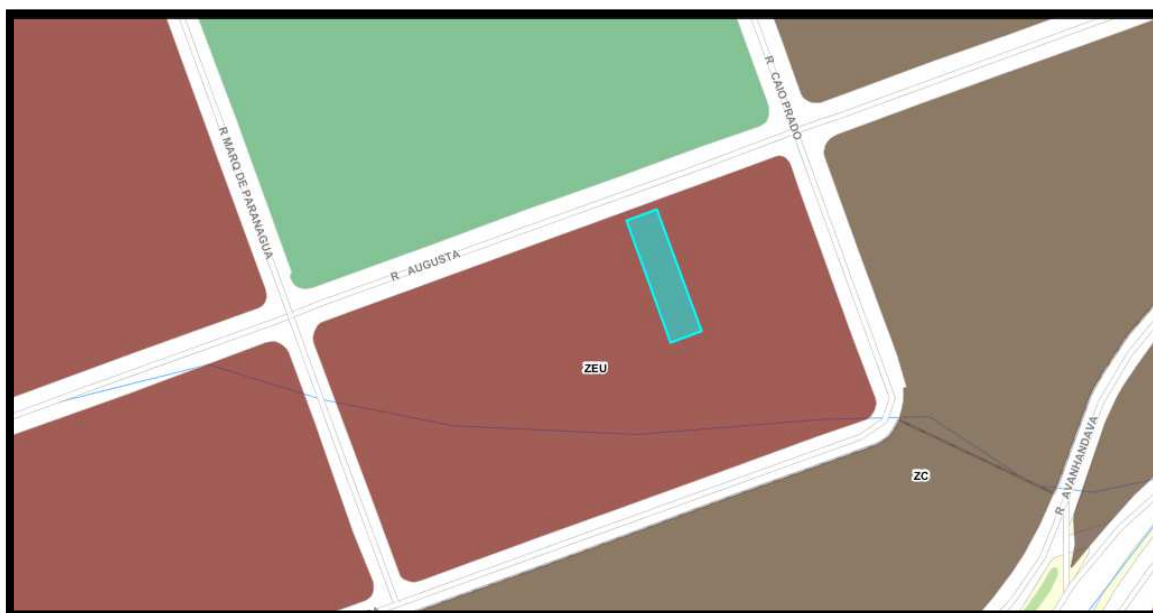 R CAIO PRADO
R MARQ DE PARANAGUA
R AUGUSTA
ZEU
ZC
R AVANHANDAVA